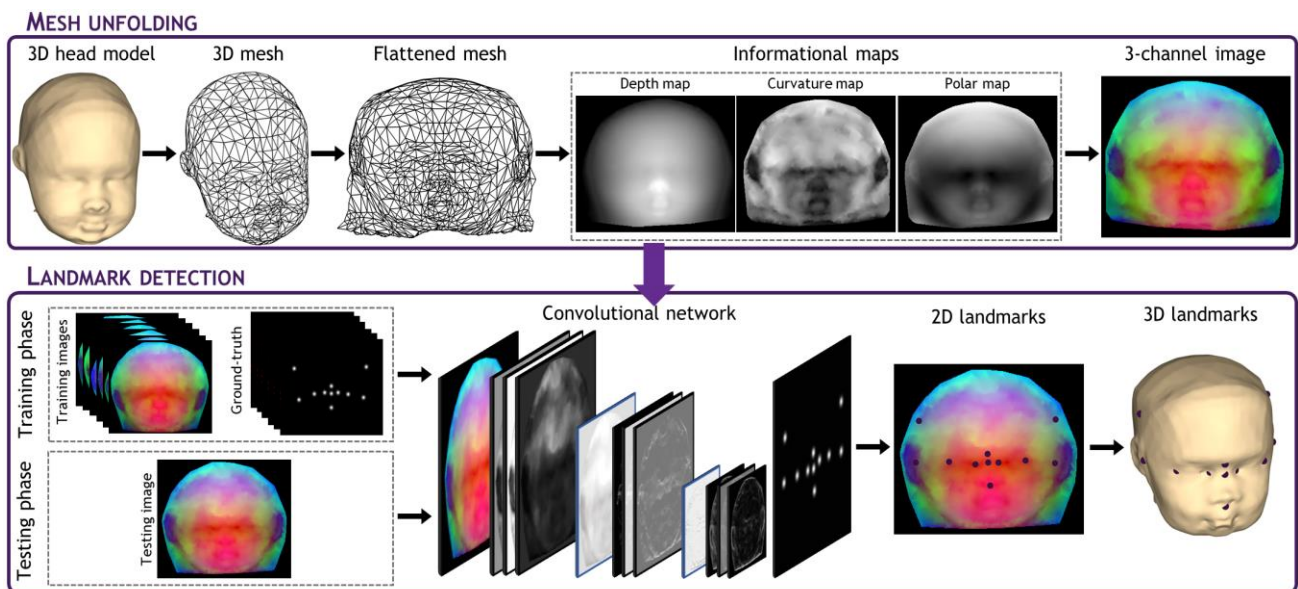 MESH UNFOLDING
3D head model
3D mesh
Flattened mesh
Informational maps
3-channel image
Depth map
Curvature map
Polar map
LANDMARK DETECTION
Training phase
Training images
Ground-truth
Convolutional network
2D landmarks
3D landmarks
Testing phase
Testing image